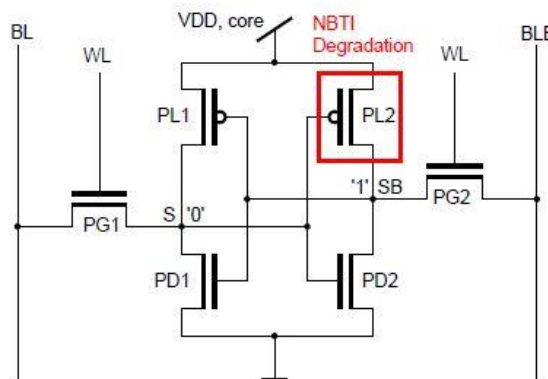 VDD, core
NBTI
Degradation
BL
BLB
WL
WL
PL1
PL2
'1' SB
PG2
S '0'
PG1
PD1
PD2